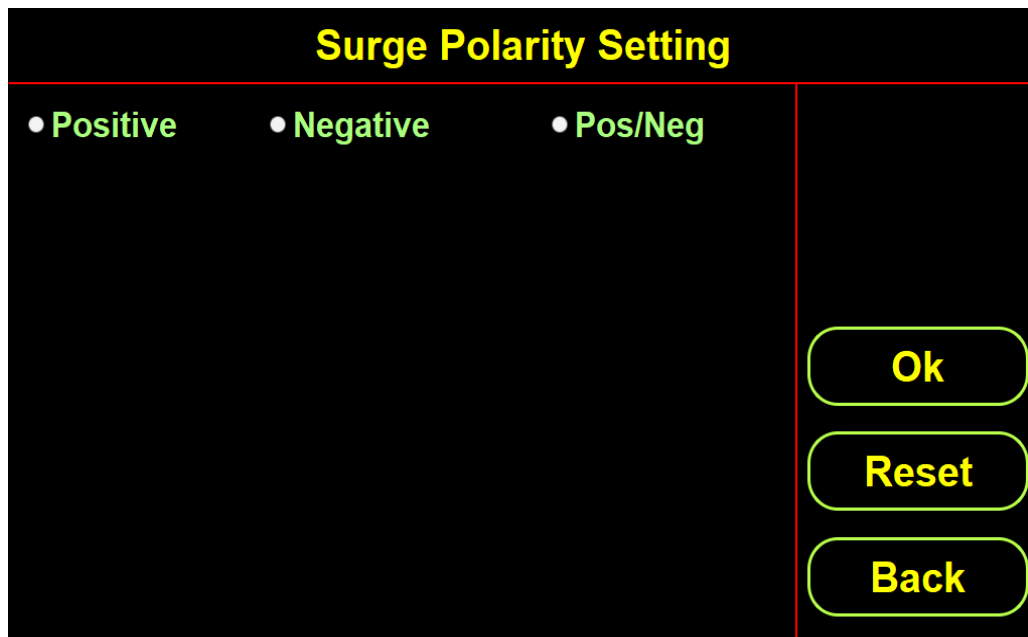 Surge Polarity Setting
Positive Negative Pos/Neg
Ok
Reset
Back